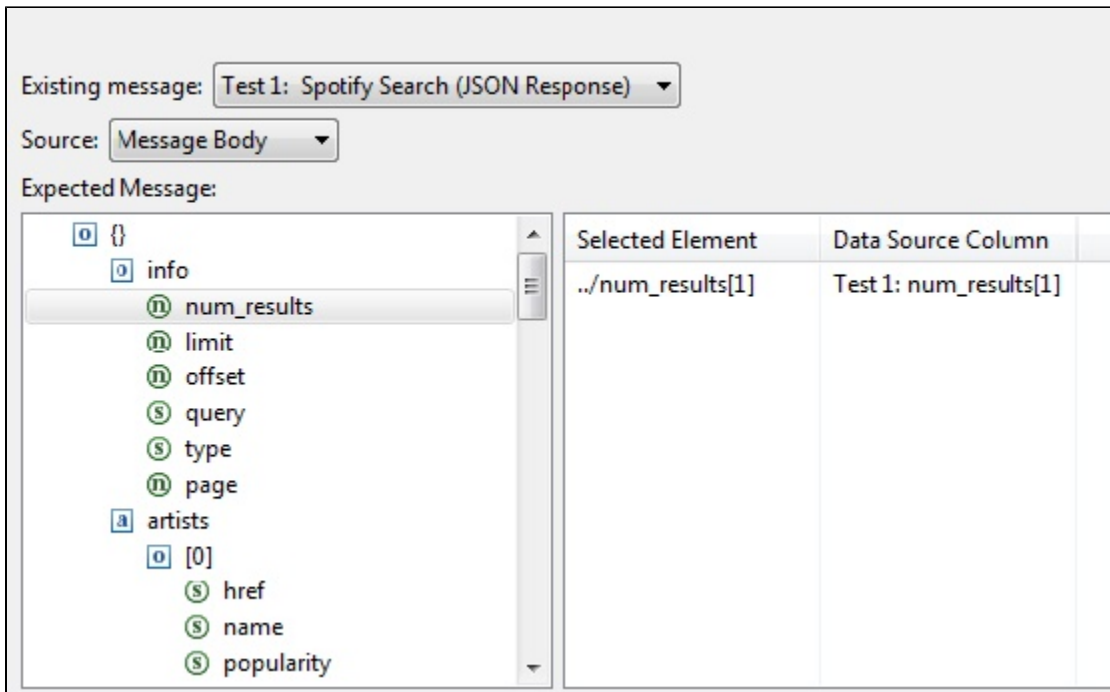 Existing message: Test 1: Spotify Search (JSON Response)
Source: Message Body
Expected Message:
o {}
o info
n num_results
n limit
n offset
s query
s type
n page
a artists
o [0]
s href
s name
s popularity
Selected Element Data Source Column
../num_results[1] Test 1: num_results[1]